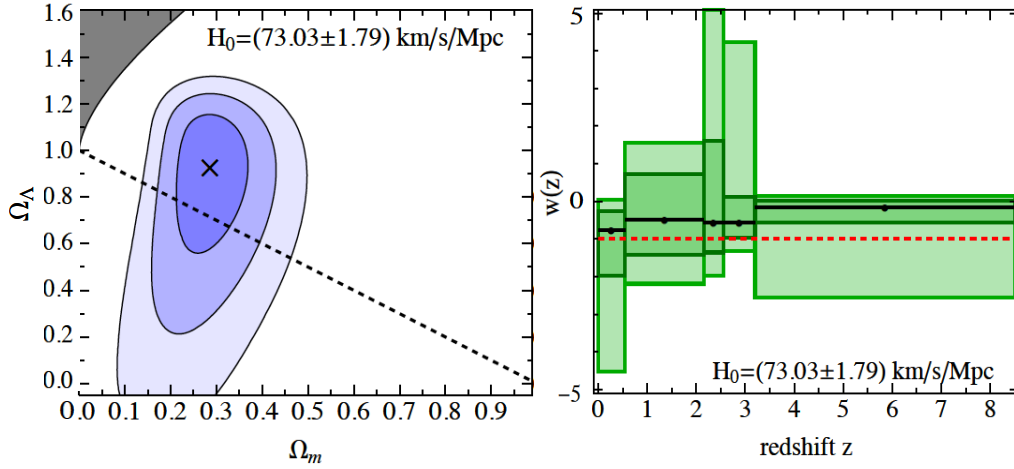 H₀=(73.03±1.79) km/s/Mpc
1.6
1.4
1.2
1.0
0.8
0.6
0.4
0.2
0.0
Ω_Λ
0.0 0.1 0.2 0.3 0.4 0.5 0.6 0.7 0.8 0.9
Ω_m
5
0
−5
w(z)
H₀=(73.03±1.79) km/s/Mpc
0 1 2 3 4 5 6 7 8
redshift z